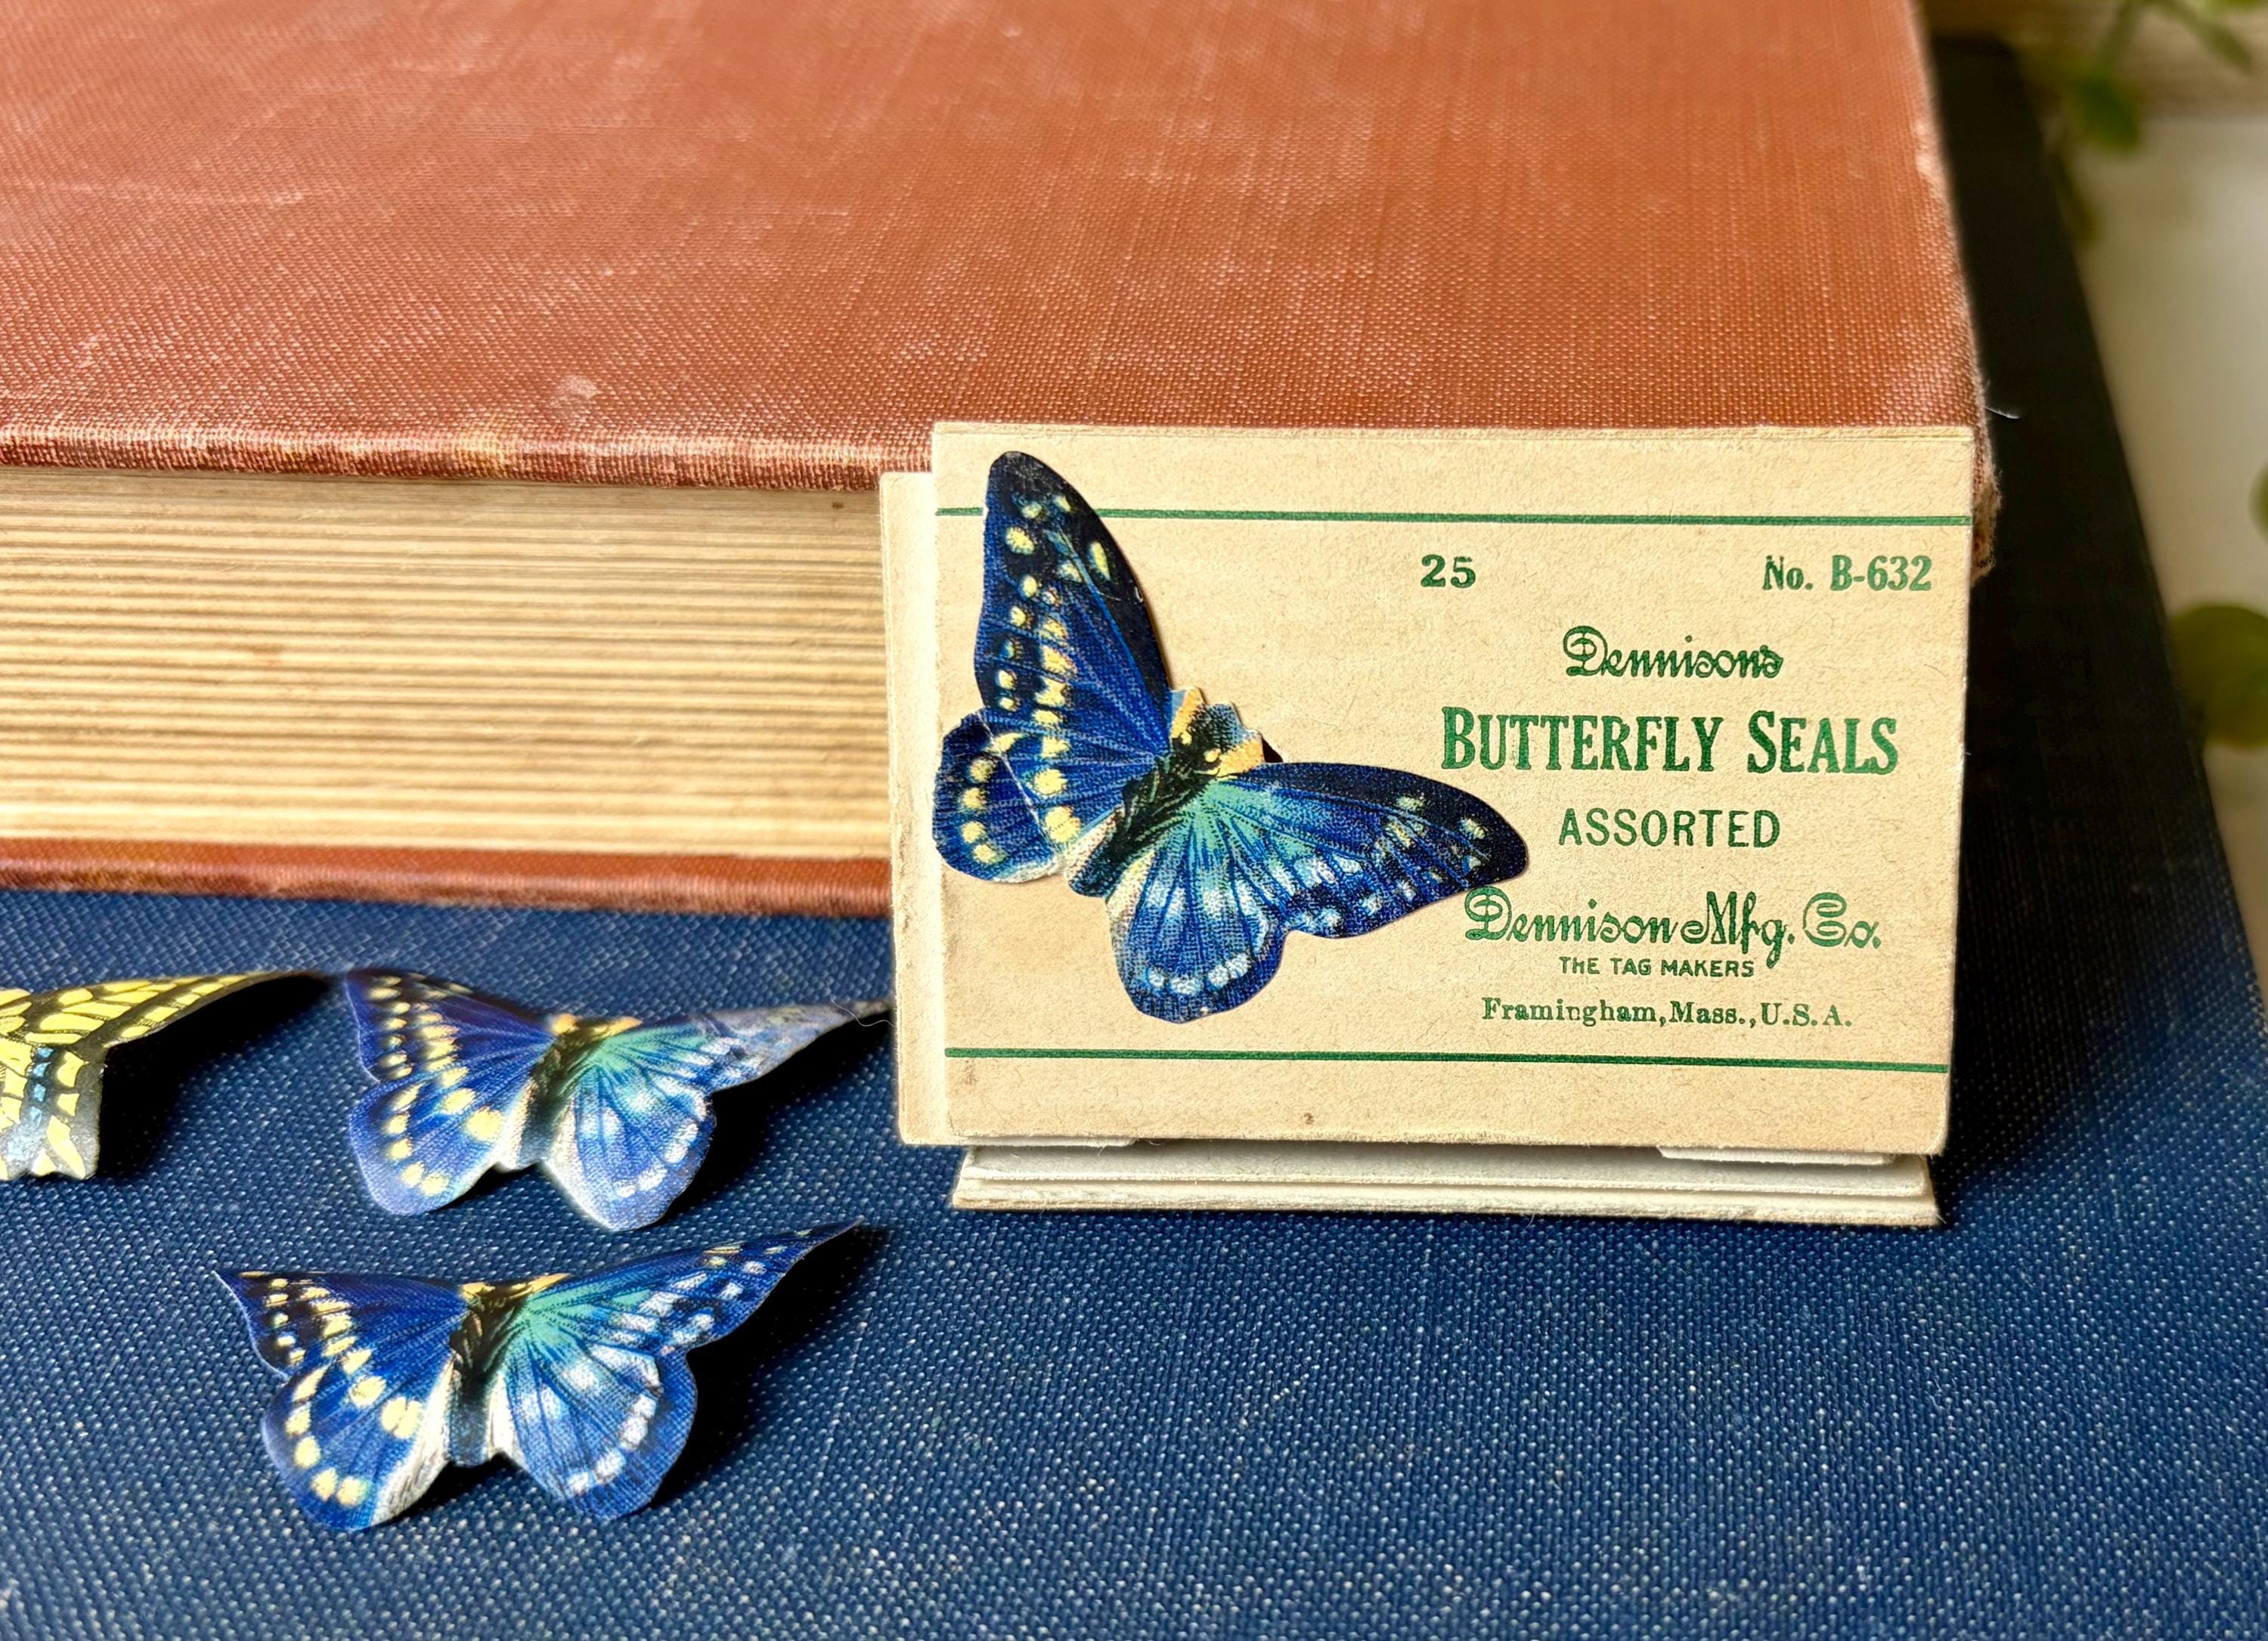 25 No. B-632
Dennison's
BUTTERFLY SEALS
ASSORTED
Dennison Mfg. Co.
THE TAG MAKERS
Framingham, Mass., U.S.A.